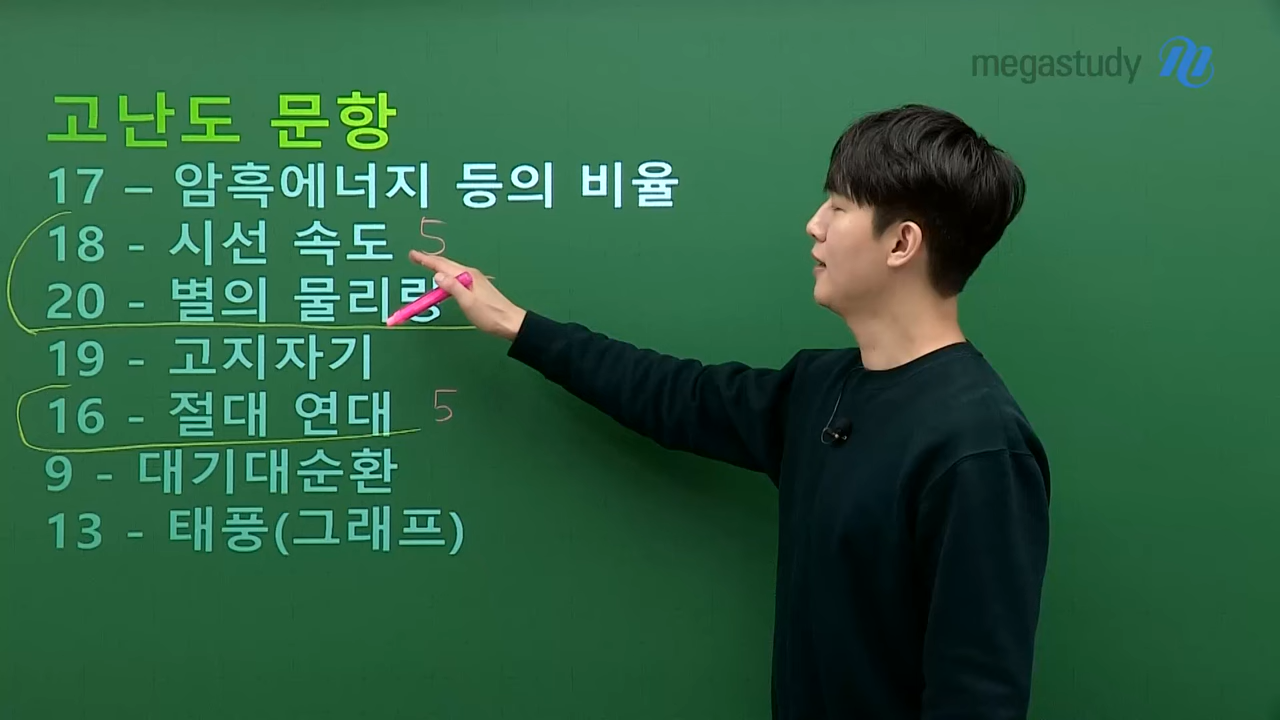 megastudy
고난도 문항
17 – 암흑에너지 등의 비율
18 - 시선 속도 5
20 - 별의 물리량
19 - 고지자기
16 - 절대 연대 5
9 - 대기대순환
13 - 태풍(그래프)